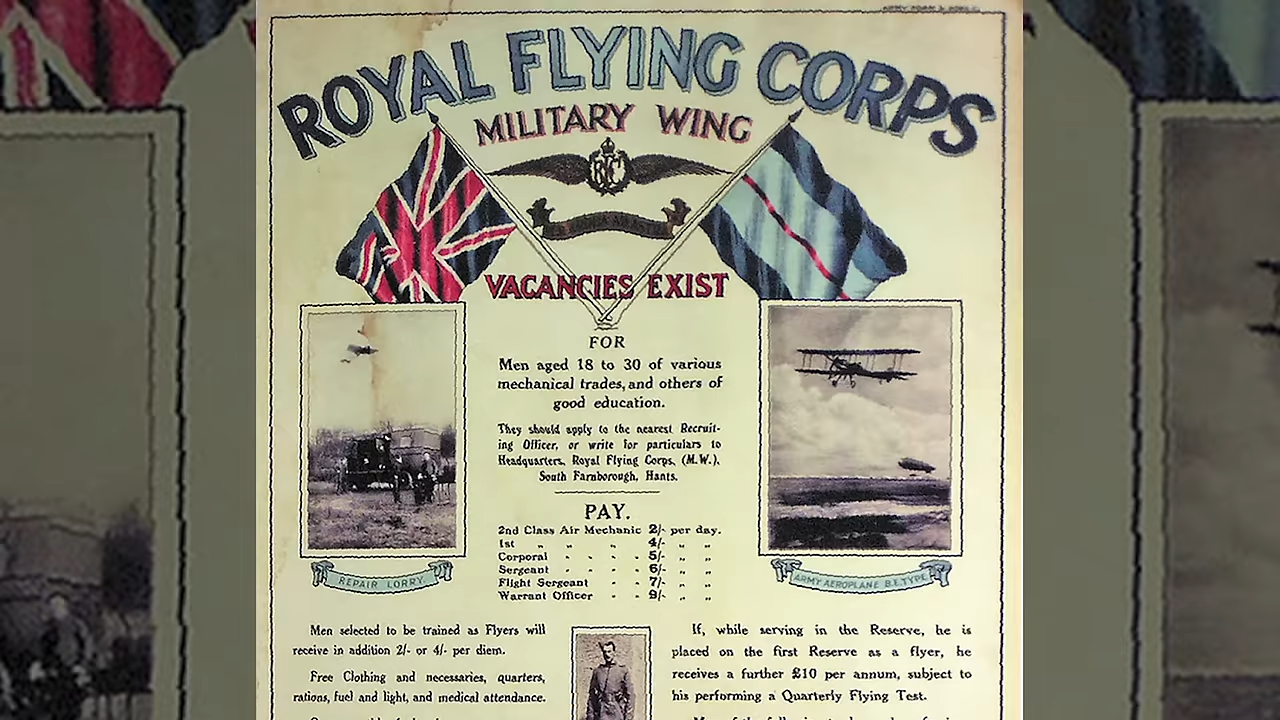 ROYAL FLYING CORPS
MILITARY WING
RFC
VACANCIES EXIST
FOR
Men aged 18 to 30 of various
mechanical trades, and others of
good education.
They should apply to the nearest Recruit-
ing Officer, or write for particulars to
Headquarters, Royal Flying Corps, (M.W.),
South Farnborough, Hants.
PAY.
2nd Class Air Mechanic 2/- per day.
1st " " " 4/- " "
Corporal - - - - 5/- " "
Sergeant - - - - 6/- " "
Flight Sergeant - - 7/- " "
Warrant Officer - - 9/- " "
REPAIR LORRY.
ARMY AEROPLANE B.E. TYPE.
Men selected to be trained as Flyers will
receive in addition 2/- or 4/- per diem.
Free Clothing and necessaries, quarters,
rations, fuel and light, and medical attendance.
If, while serving in the Reserve, he is
placed on the first Reserve as a flyer, he
receives a further £10 per annum, subject to
his performing a Quarterly Flying Test.